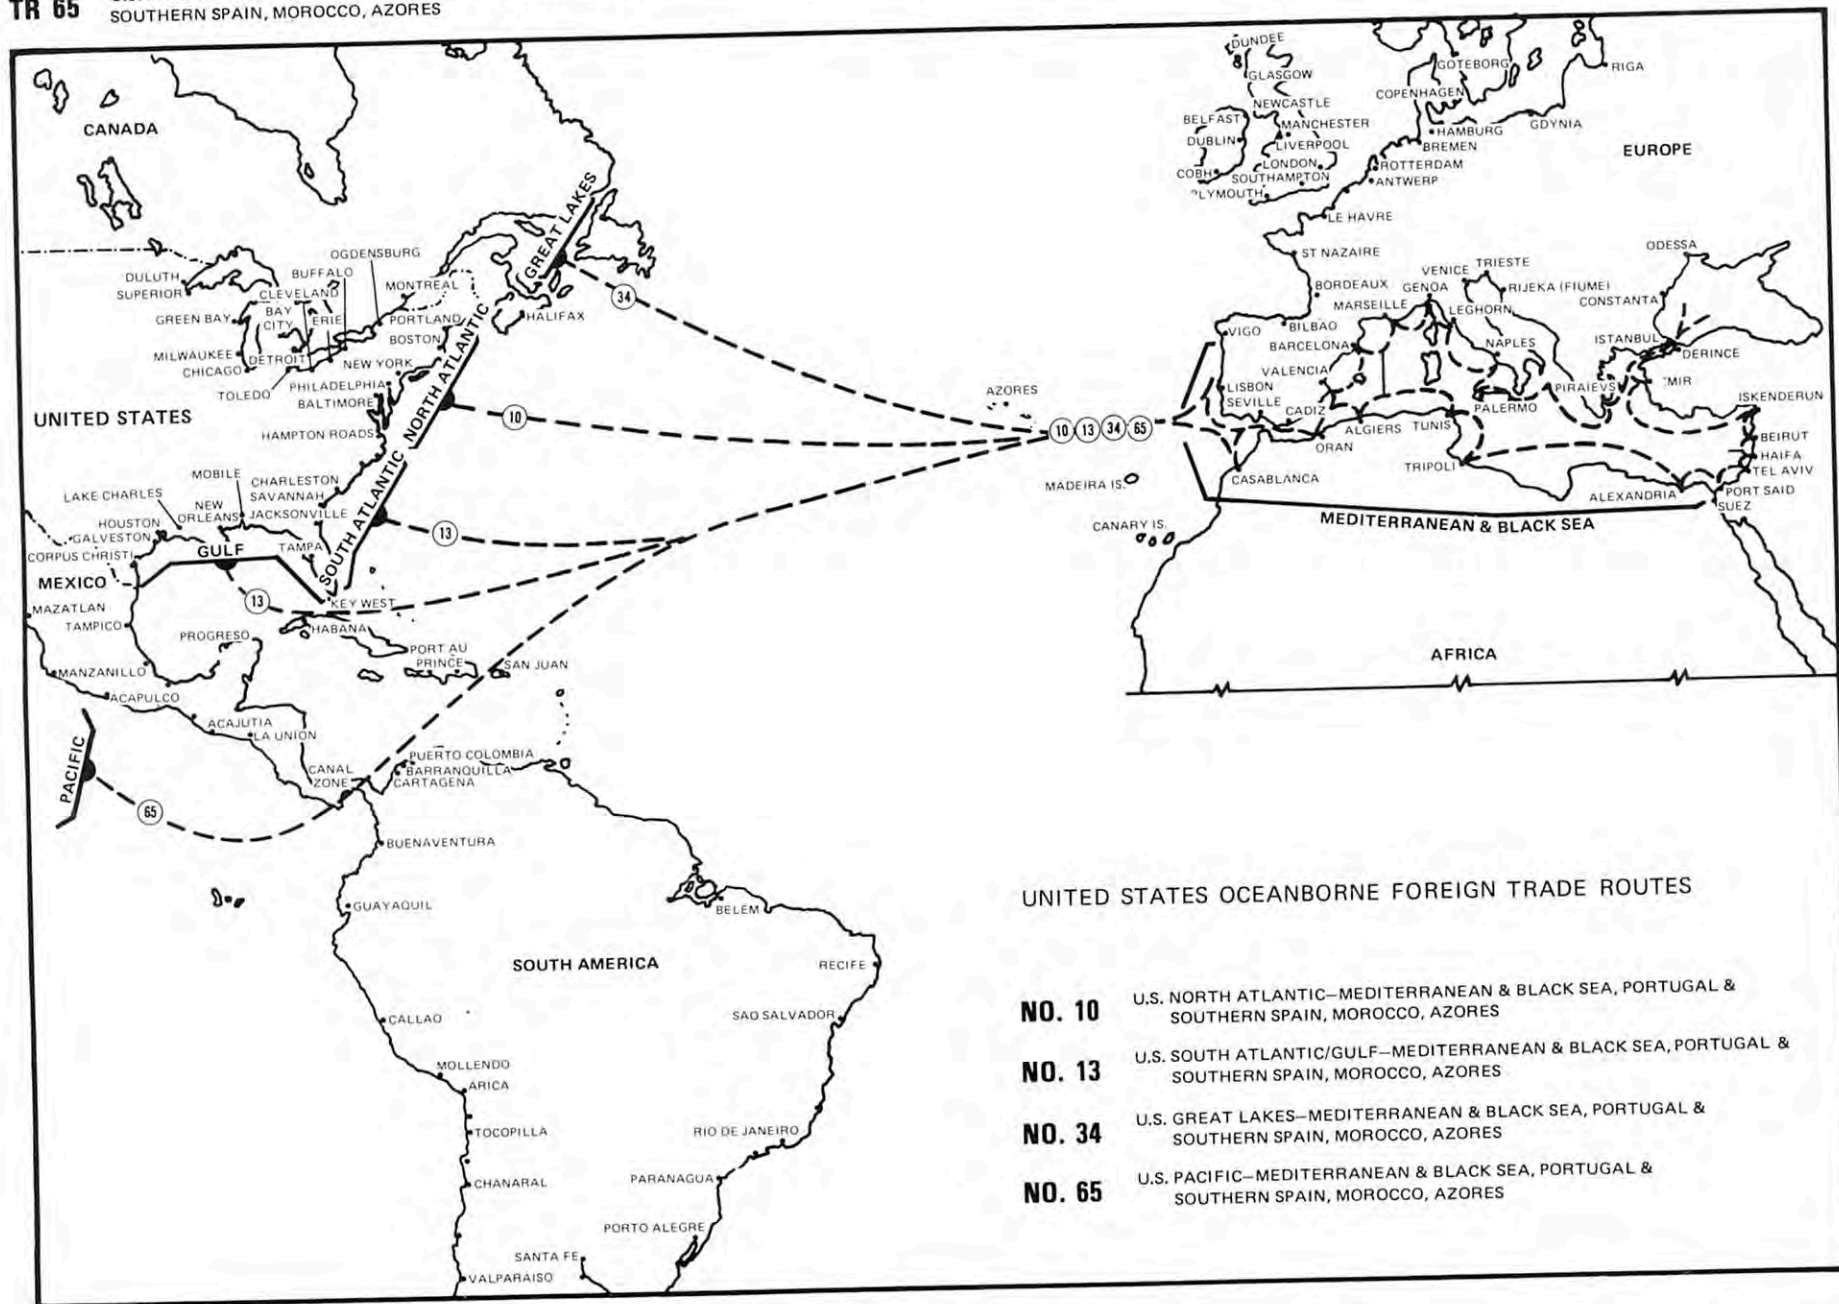 TR 65
SOUTHERN SPAIN, MOROCCO, AZORES
CANADA
DUNDEE
GLASGOW
NEWCASTLE
BELFAST
MANCHESTER
DUBLIN
LIVERPOOL
LONDON
COBH
SOUTHAMPTON
PLYMOUTH
GOTEBORG
RIGA
COPENHAGEN
HAMBURG
GDYNIA
BREMEN
ROTTERDAM
ANTWERP
EUROPE
LE HAVRE
ST NAZAIRE
BORDEAUX
VENICE
TRIESTE
GENOA
RIJEKA (FIUME)
ODESSA
CONSTANTA
MARSEILLE
LEGHORN
VIGO
BILBAO
BARCELONA
NAPLES
ISTANBUL
DERINCE
VALENCIA
LISBON
SEVILLE
CADIZ
PIRAIEVS
MIR
PALERMO
ISKENDERUN
ALGIERS
TUNIS
ORAN
BEIRUT
HAIFA
TEL AVIV
TRIPOLI
CASABLANCA
ALEXANDRIA
PORT SAID
SUEZ
MEDITERRANEAN & BLACK SEA
AFRICA
AZORES
10 13 34 65
MADEIRA IS.
CANARY IS.
GREAT LAKES
34
OGDENSBURG
BUFFALO
DULUTH
SUPERIOR
CLEVELAND
MONTREAL
BAY
CITY
ERIE
GREEN BAY
PORTLAND
HALIFAX
BOSTON
MILWAUKEE
DETROIT
NEW YORK
CHICAGO
TOLEDO
PHILADELPHIA
BALTIMORE
UNITED STATES
HAMPTON ROADS
NORTH ATLANTIC
10
MOBILE
CHARLESTON
LAKE CHARLES
SAVANNAH
NEW
ORLEANS
JACKSONVILLE
HOUSTON
GALVESTON
SOUTH ATLANTIC
13
CORPUS CHRISTI
GULF
TAMPA
MEXICO
13
KEY WEST
MAZATLAN
TAMPICO
HABANA
PROGRESO
PORT AU
PRINCE
SAN JUAN
MANZANILLO
ACAPULCO
ACAJUTIA
LA UNION
PACIFIC
65
CANAL
ZONE
PUERTO COLOMBIA
BARRANQUILLA
CARTAGENA
BUENAVENTURA
GUAYAQUIL
BELEM
SOUTH AMERICA
RECIFE
CALLAO
SAO SALVADOR
MOLLENDO
ARICA
TOCOPILLA
RIO DE JANEIRO
CHANARAL
PARANAGUA
PORTO ALEGRE
SANTA FE
VALPARAISO
UNITED STATES OCEANBORNE FOREIGN TRADE ROUTES
NO. 10 U.S. NORTH ATLANTIC–MEDITERRANEAN & BLACK SEA, PORTUGAL &
SOUTHERN SPAIN, MOROCCO, AZORES
NO. 13 U.S. SOUTH ATLANTIC/GULF–MEDITERRANEAN & BLACK SEA, PORTUGAL &
SOUTHERN SPAIN, MOROCCO, AZORES
NO. 34 U.S. GREAT LAKES–MEDITERRANEAN & BLACK SEA, PORTUGAL &
SOUTHERN SPAIN, MOROCCO, AZORES
NO. 65 U.S. PACIFIC–MEDITERRANEAN & BLACK SEA, PORTUGAL &
SOUTHERN SPAIN, MOROCCO, AZORES